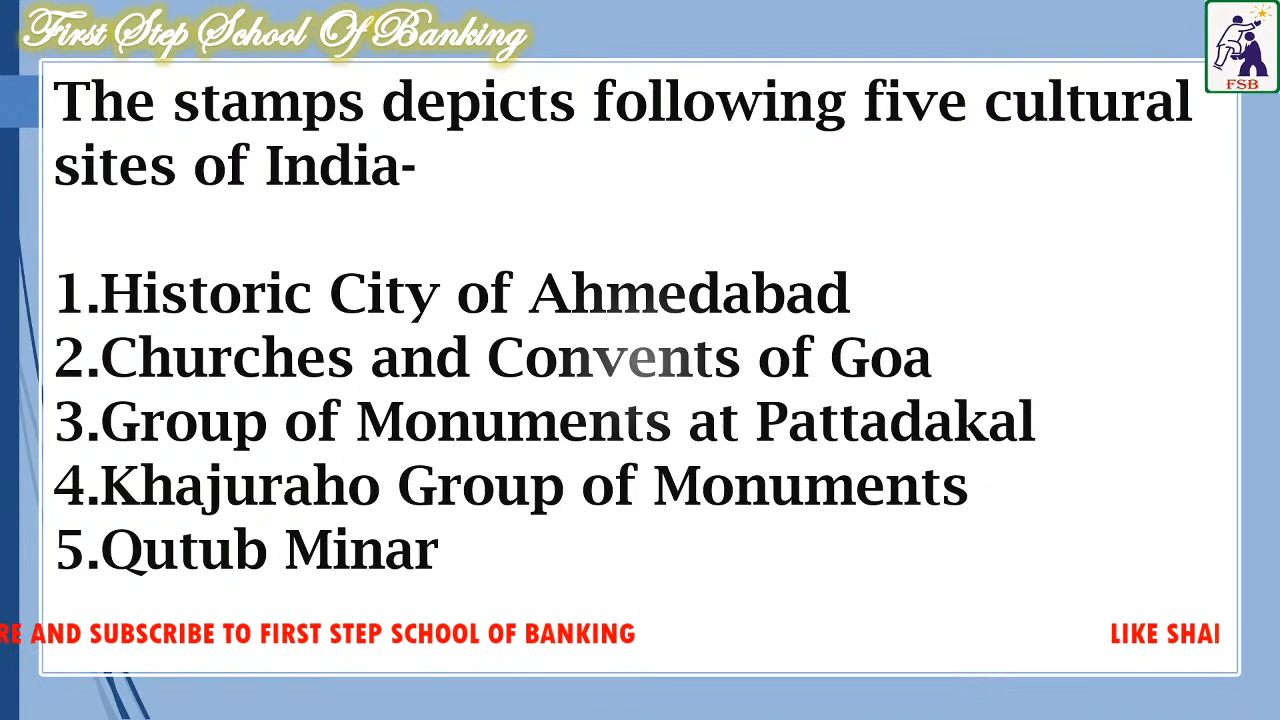 First Step School Of Banking
FSB
The stamps depicts following five cultural
sites of India-
1.Historic City of Ahmedabad
2.Churches and Convents of Goa
3.Group of Monuments at Pattadakal
4.Khajuraho Group of Monuments
5.Qutub Minar
RE AND SUBSCRIBE TO FIRST STEP SCHOOL OF BANKING LIKE SHA